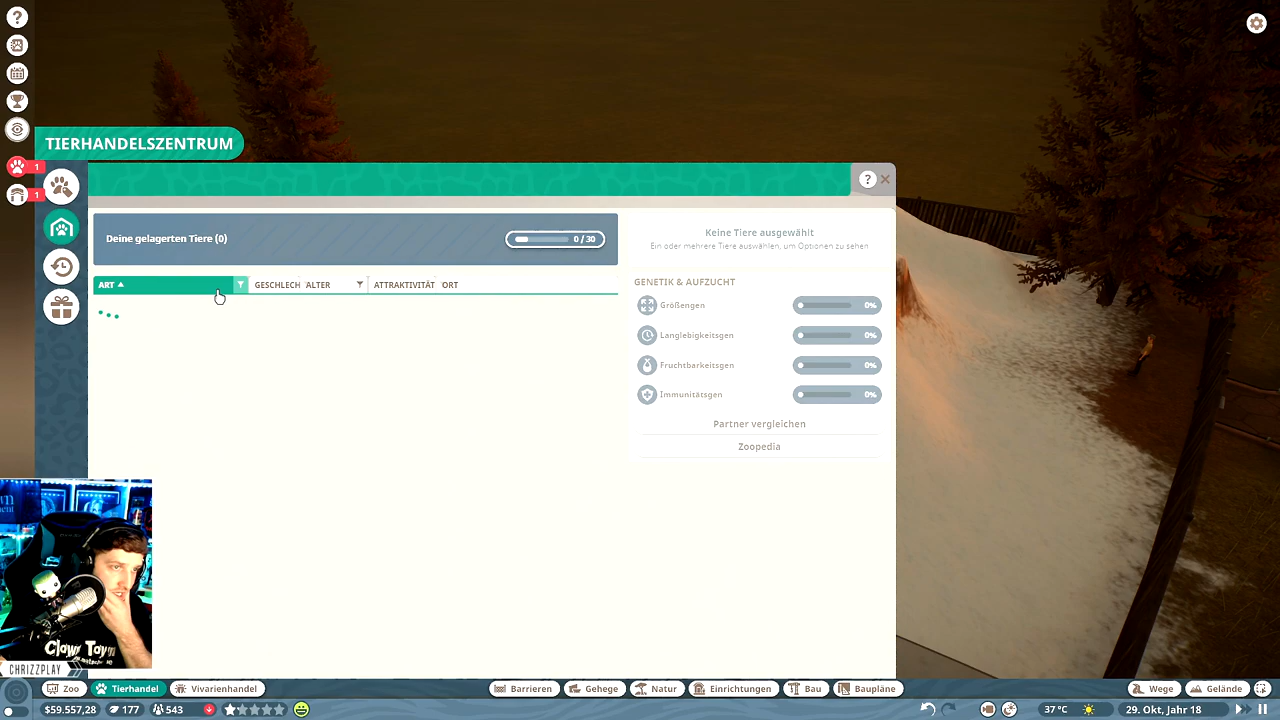 TIERHANDELSZENTRUM
1
1
Deine gelagerten Tiere (0)
0 / 30
ART
GESCHLECH
ALTER
ATTRAKTIVITÄT
ORT
?
?
Keine Tiere ausgewählt
Ein oder mehrere Tiere auswählen, um Optionen zu sehen
GENETIK & AUFZUCHT
Größengen
0%
Langlebigkeitsgen
0%
Fruchtbarkeitsgen
0%
Immunitätsgen
0%
Partner vergleichen
Zoopedia
CHRIZZPLAY
Zoo
Tierhandel
Vivarienhandel
Barrieren
Gehege
Natur
Einrichtungen
Bau
Baupläne
Wege
Gelände
$59.557,28
177
543
37 °C
29. Okt, Jahr 18